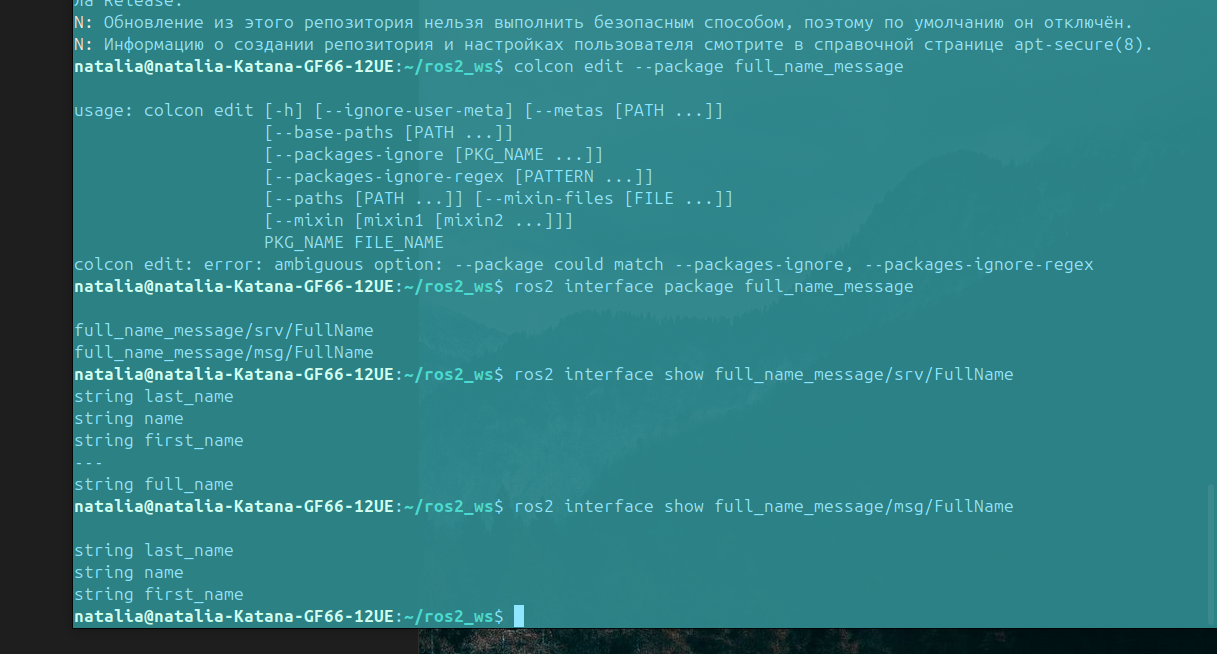 ла Release.
N: Обновление из этого репозитория нельзя выполнить безопасным способом, поэтому по умолчанию он отключён.
N: Информацию о создании репозитория и настройках пользователя смотрите в справочной странице apt-secure(8).
natalia@natalia-Katana-GF66-12UE:~/ros2_ws$ colcon edit --package full_name_message
usage: colcon edit [-h] [--ignore-user-meta] [--metas [PATH ...]]
[--base-paths [PATH ...]]
[--packages-ignore [PKG_NAME ...]]
[--packages-ignore-regex [PATTERN ...]]
[--paths [PATH ...]] [--mixin-files [FILE ...]]
[--mixin [mixin1 [mixin2 ...]]]
PKG_NAME FILE_NAME
colcon edit: error: ambiguous option: --package could match --packages-ignore, --packages-ignore-regex
natalia@natalia-Katana-GF66-12UE:~/ros2_ws$ ros2 interface package full_name_message
full_name_message/srv/FullName
full_name_message/msg/FullName
natalia@natalia-Katana-GF66-12UE:~/ros2_ws$ ros2 interface show full_name_message/srv/FullName
string last_name
string name
string first_name
---
string full_name
natalia@natalia-Katana-GF66-12UE:~/ros2_ws$ ros2 interface show full_name_message/msg/FullName
string last_name
string name
string first_name
natalia@natalia-Katana-GF66-12UE:~/ros2_ws$